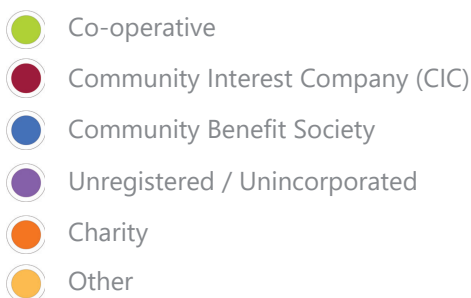 Co-operative
Community Interest Company (CIC)
Community Benefit Society
Unregistered / Unincorporated
Charity
Other